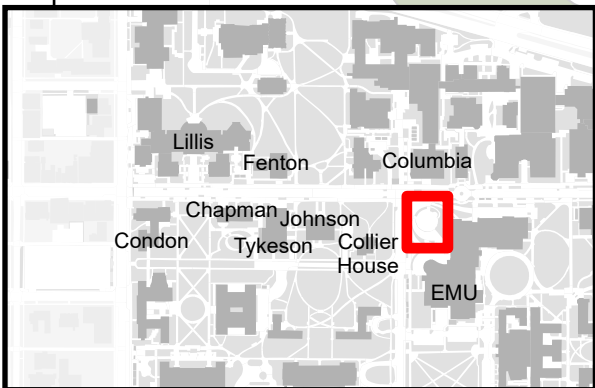 Lillis
Fenton
Columbia
Chapman
Johnson
Condon
Tykeson
Collier
House
EMU